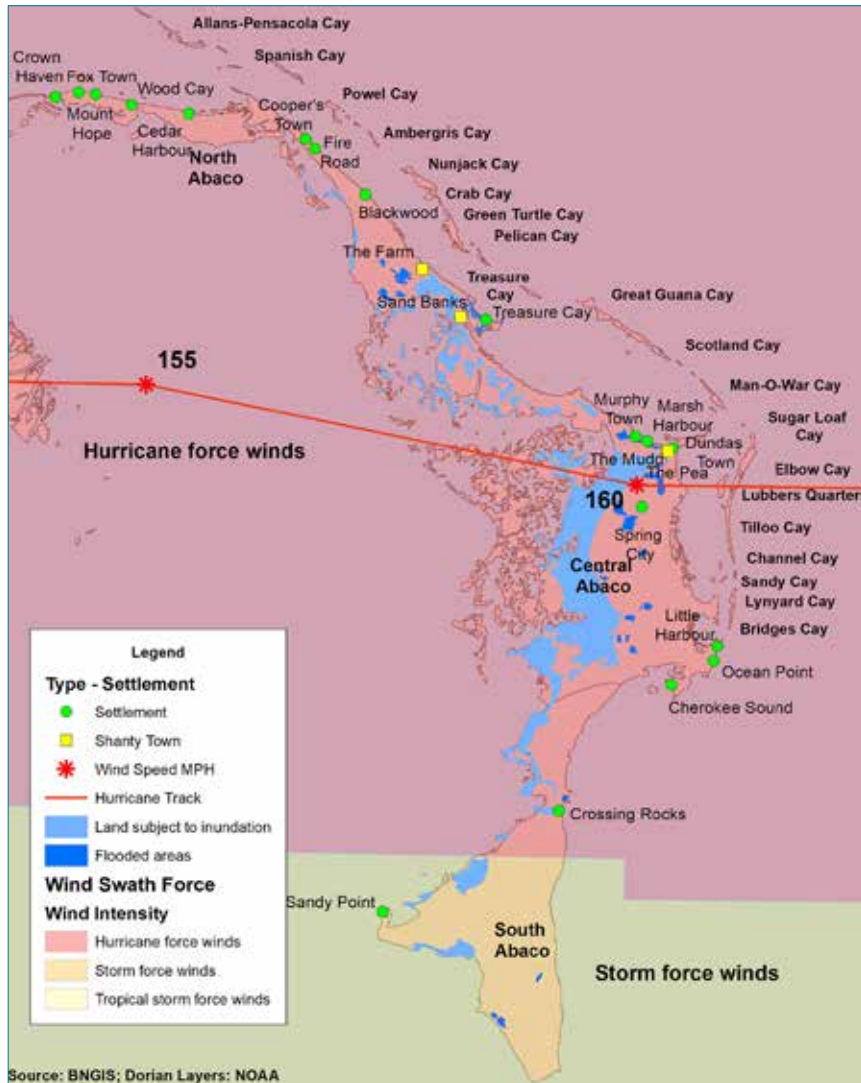 Allans-Pensacola Cay
Spanish Cay
Crown
Haven
Fox Town
Wood Cay
Powel Cay
Mount
Hope
Cedar
Harbour
Cooper's
Town
Ambergris Cay
North
Abaco
Fire
Road
Nunjack Cay
Crab Cay
Blackwood
Green Turtle Cay
Pelican Cay
The Farm
Treasure
Cay
Sand Banks
Treasure Cay
Great Guana Cay
155
Scotland Cay
Man-O-War Cay
Murphy
Town
Marsh
Harbour
Sugar Loaf
Cay
Hurricane force winds
Dundas
Town
The Mudd
The Pea
Elbow Cay
160
Lubbers Quarters
Spring
City
Tilloo Cay
Central
Abaco
Channel Cay
Sandy Cay
Lynyard Cay
Little
Harbour
Bridges Cay
Ocean Point
Cherokee Sound
Crossing Rocks
Sandy Point
South
Abaco
Storm force winds
Legend
Type - Settlement
Settlement
Shanty Town
Wind Speed MPH
Hurricane Track
Land subject to inundation
Flooded areas
Wind Swath Force
Wind Intensity
Hurricane force winds
Storm force winds
Tropical storm force winds
Source: BNGIS; Dorian Layers: NOAA